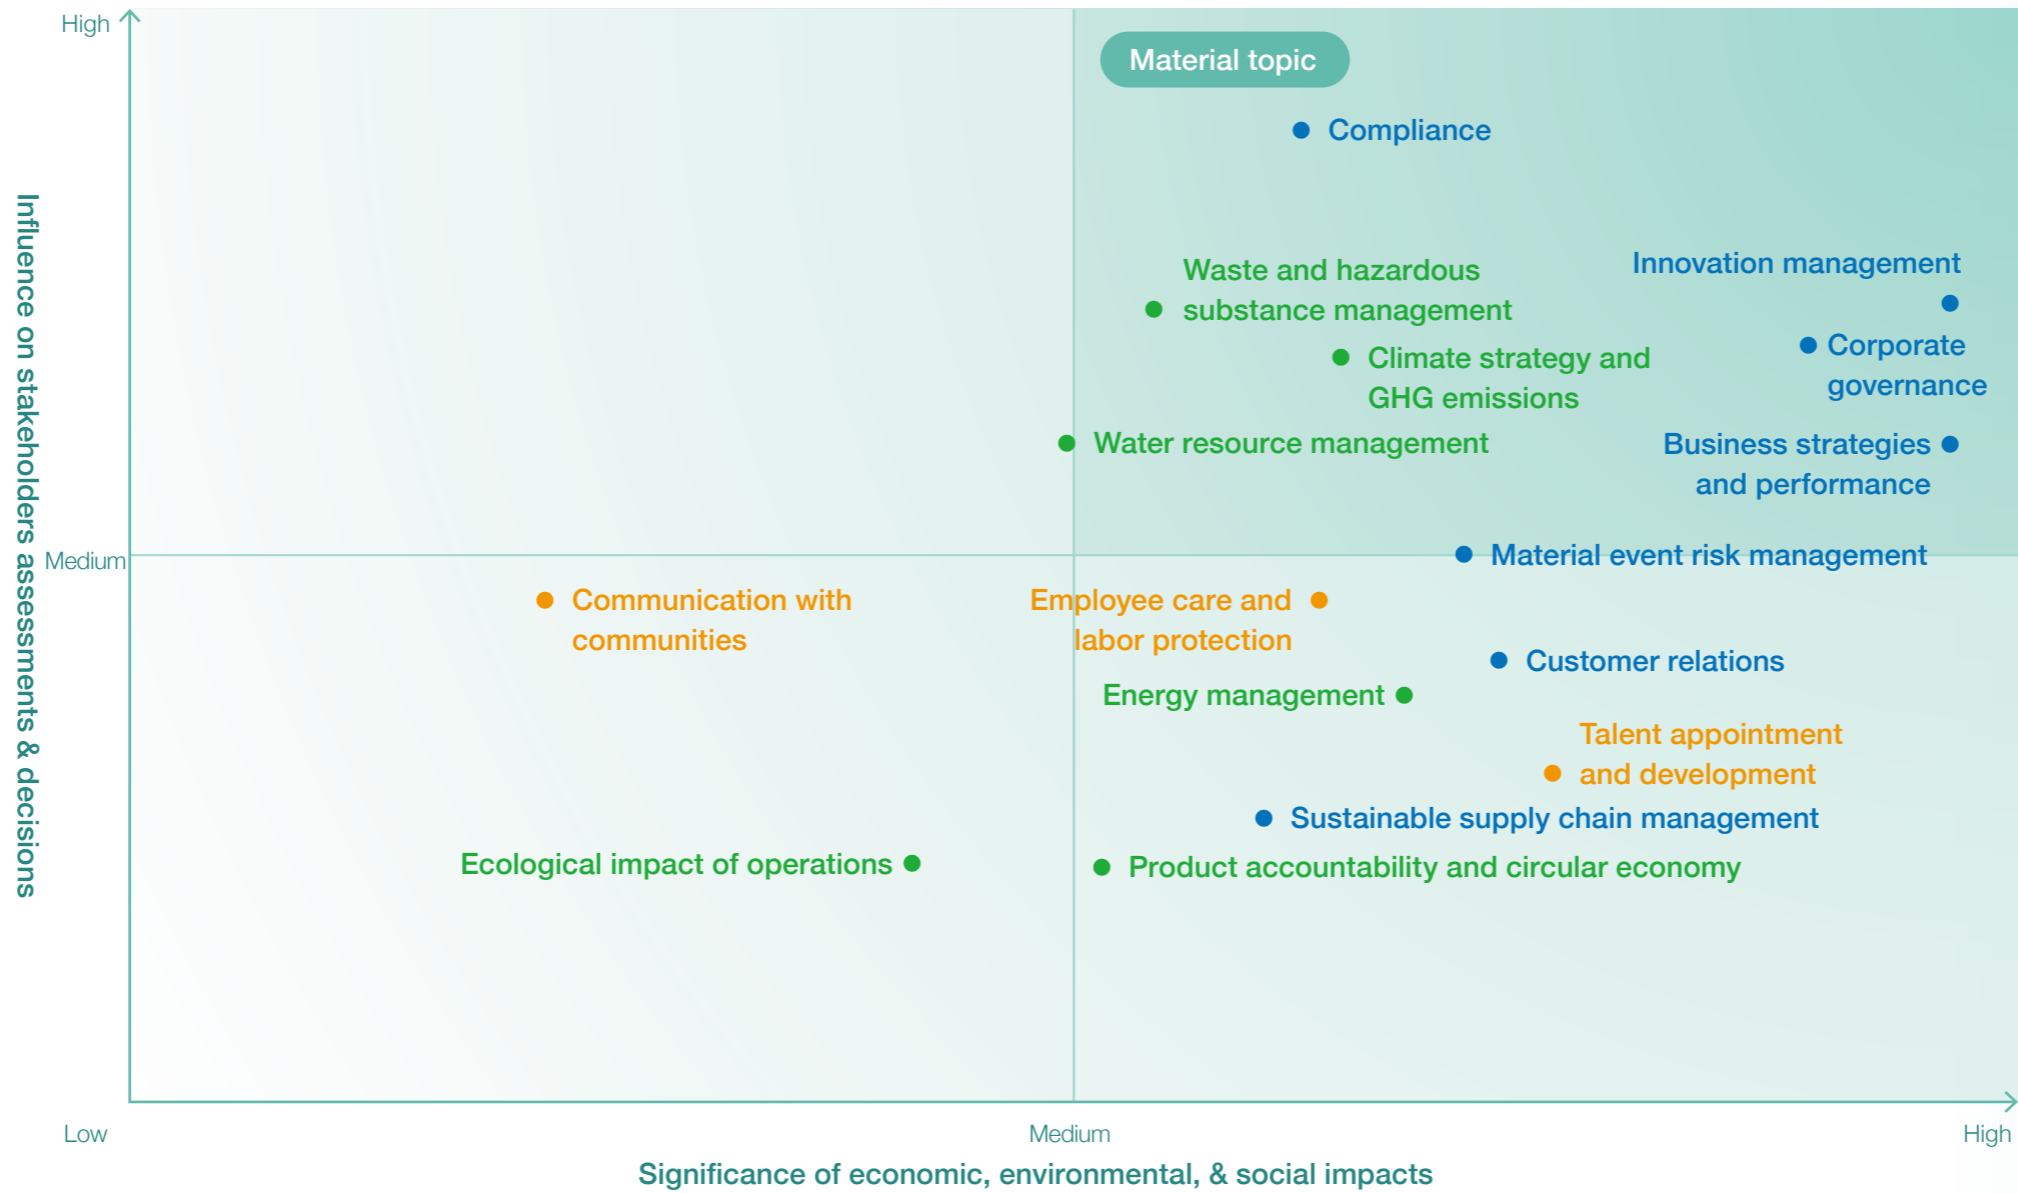 High
Material topic
Compliance
Innovation management
Waste and hazardous
substance management
Corporate
governance
Climate strategy and
GHG emissions
Water resource management
Business strategies
and performance
Influence on stakeholders assessments & decisions
Medium
Material event risk management
Communication with
communities
Employee care and
labor protection
Customer relations
Energy management
Talent appointment
and development
Sustainable supply chain management
Ecological impact of operations
Product accountability and circular economy
Low
Medium
High
Significance of economic, environmental, & social impacts